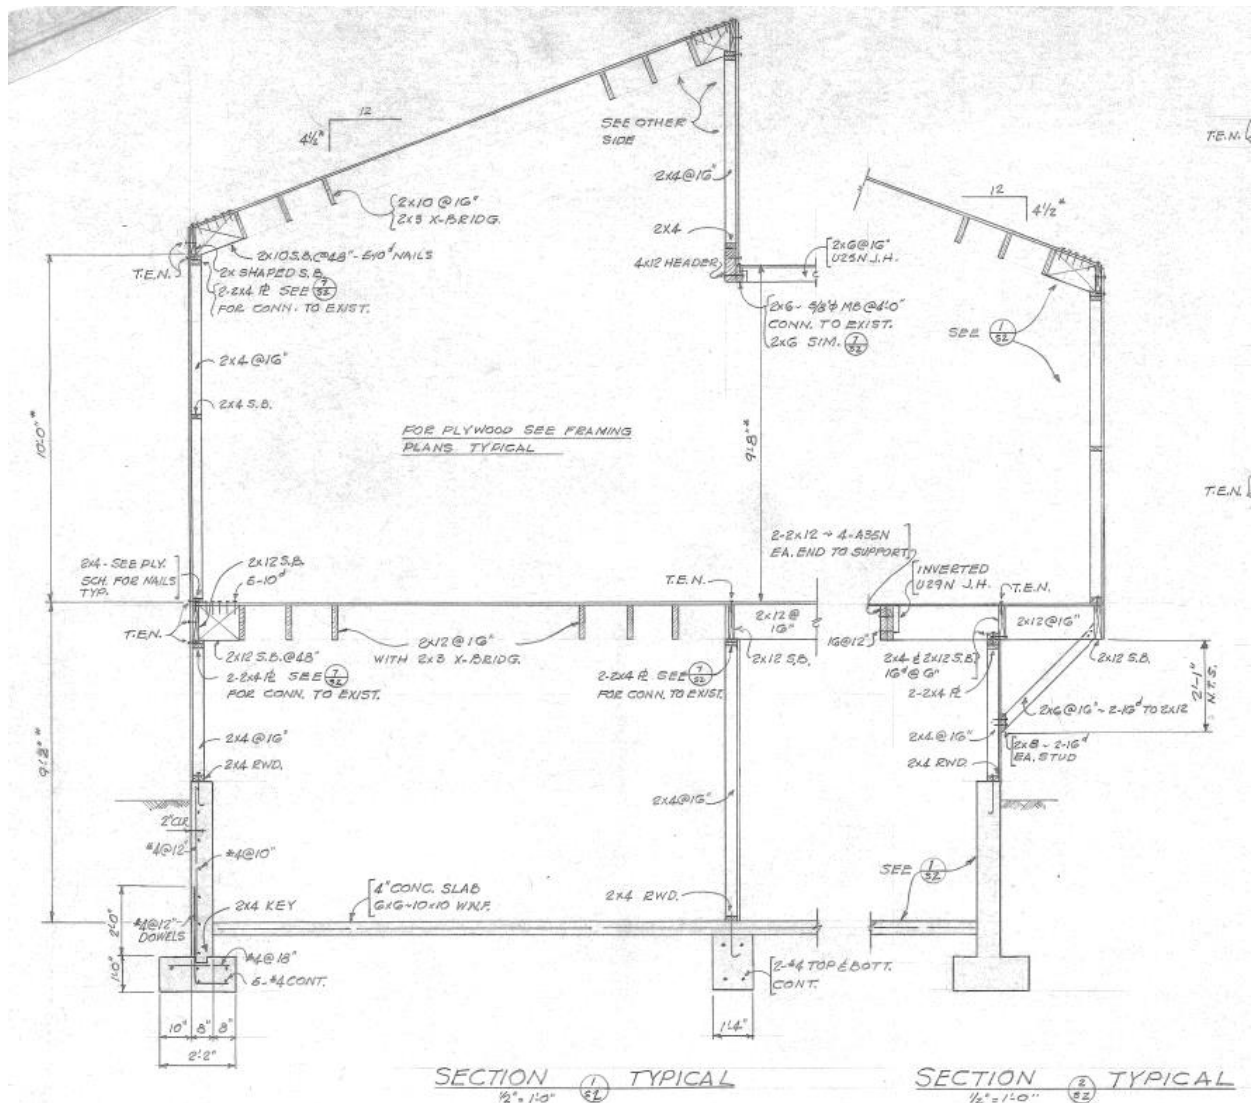 12
4½"
SEE OTHER
SIDE
T.E.N.
2x4@16"
12
4½"
2x10 @ 16"
2x3 X-BRIDG.
2x4
2x6@16"
U25N J.H.
2x10 S.B. @48"-5-10d NAILS
T.E.N.
2x SHAPED S.B.
4x12 HEADER
2-2x4 PL SEE 7/S2
FOR CONN. TO EXIST.
2x6 ~ 5/8"φ MB @4'-0"
CONN. TO EXIST.
2x6 SIM. 7/S2
SEE 1/S2
2x4@16"
2x4 S.B.
10'-0"*
FOR PLYWOOD SEE FRAMING
PLANS TYPICAL
9'-8"*
T.E.N.
2-2x12 → 4-A35N
EA. END TO SUPPORT
2x4 - SEE PLY.
SCH. FOR NAILS
TYP.
2x12 S.B.
6-10d
T.E.N.
INVERTED
U29N J.H.
T.E.N.
T.E.N.
2x12@
16"
2x12@16"
2x12 @ 16"
WITH 2x3 X-BRIDG.
16@12"
2x12 S.B.@48"
2-2x4 PL SEE 7/S2
FOR CONN. TO EXIST.
2-2x4 PL SEE 7/S2
FOR CONN. TO EXIST.
2x12 S.B.
2x4 & 2x12 S.B.
16d @ 6"
2-2x4 PL
2x12 S.B.
2'-1"
N.T.S.
2x6@16" ~ 2-16d TO 2x12
9'-2"*
2x4@16"
2x4@16"
2x8 ~ 2-16d
EA. STUD
2x4 RWD.
2x4 RWD.
2" CLR
#4@12"
#4@10"
2x4@16"
SEE 1/S2
4" CONC. SLAB
6x6-10x10 W.W.F.
2x4 RWD.
2'-0"
2x4 KEY
#4@12"
DOWELS
1'-0"
#4@18"
5-#4 CONT.
2-#4 TOP & BOTT.
CONT.
10" 8" 8"
2'-2"
1'-4"
SECTION 1/S2 TYPICAL
½"=1'-0"
SECTION 2/S2 TYPICAL
½"=1'-0"